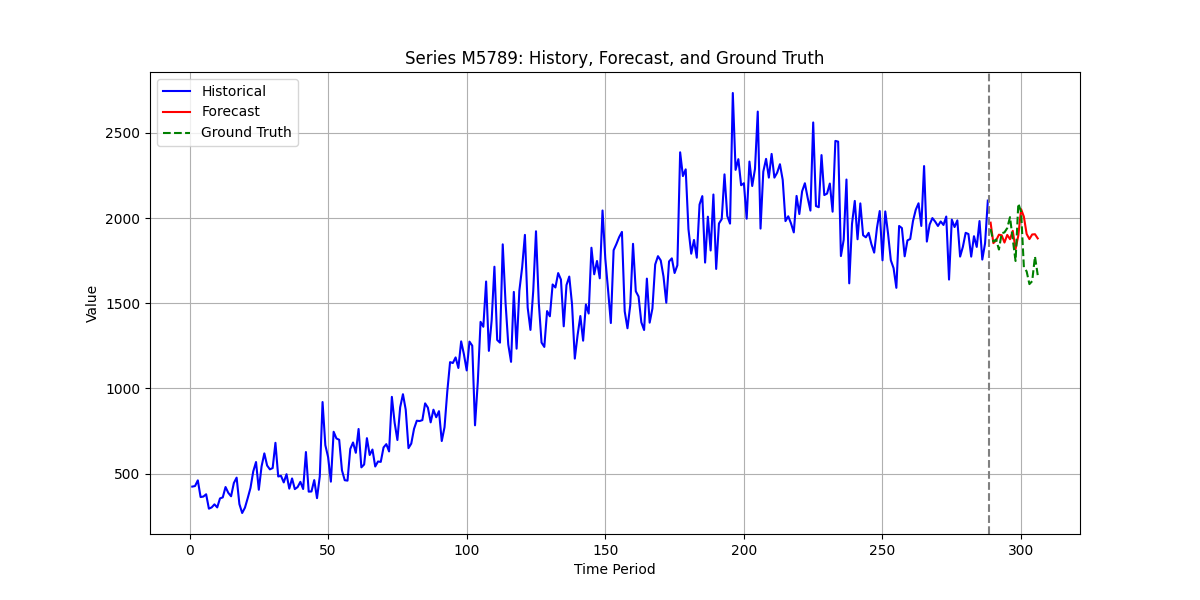 Series M5789: History, Forecast, and Ground Truth
Historical
Forecast
Ground Truth
2500
2000
1500
1000
500
Value
0 50 100 150 200 250 300
Time Period